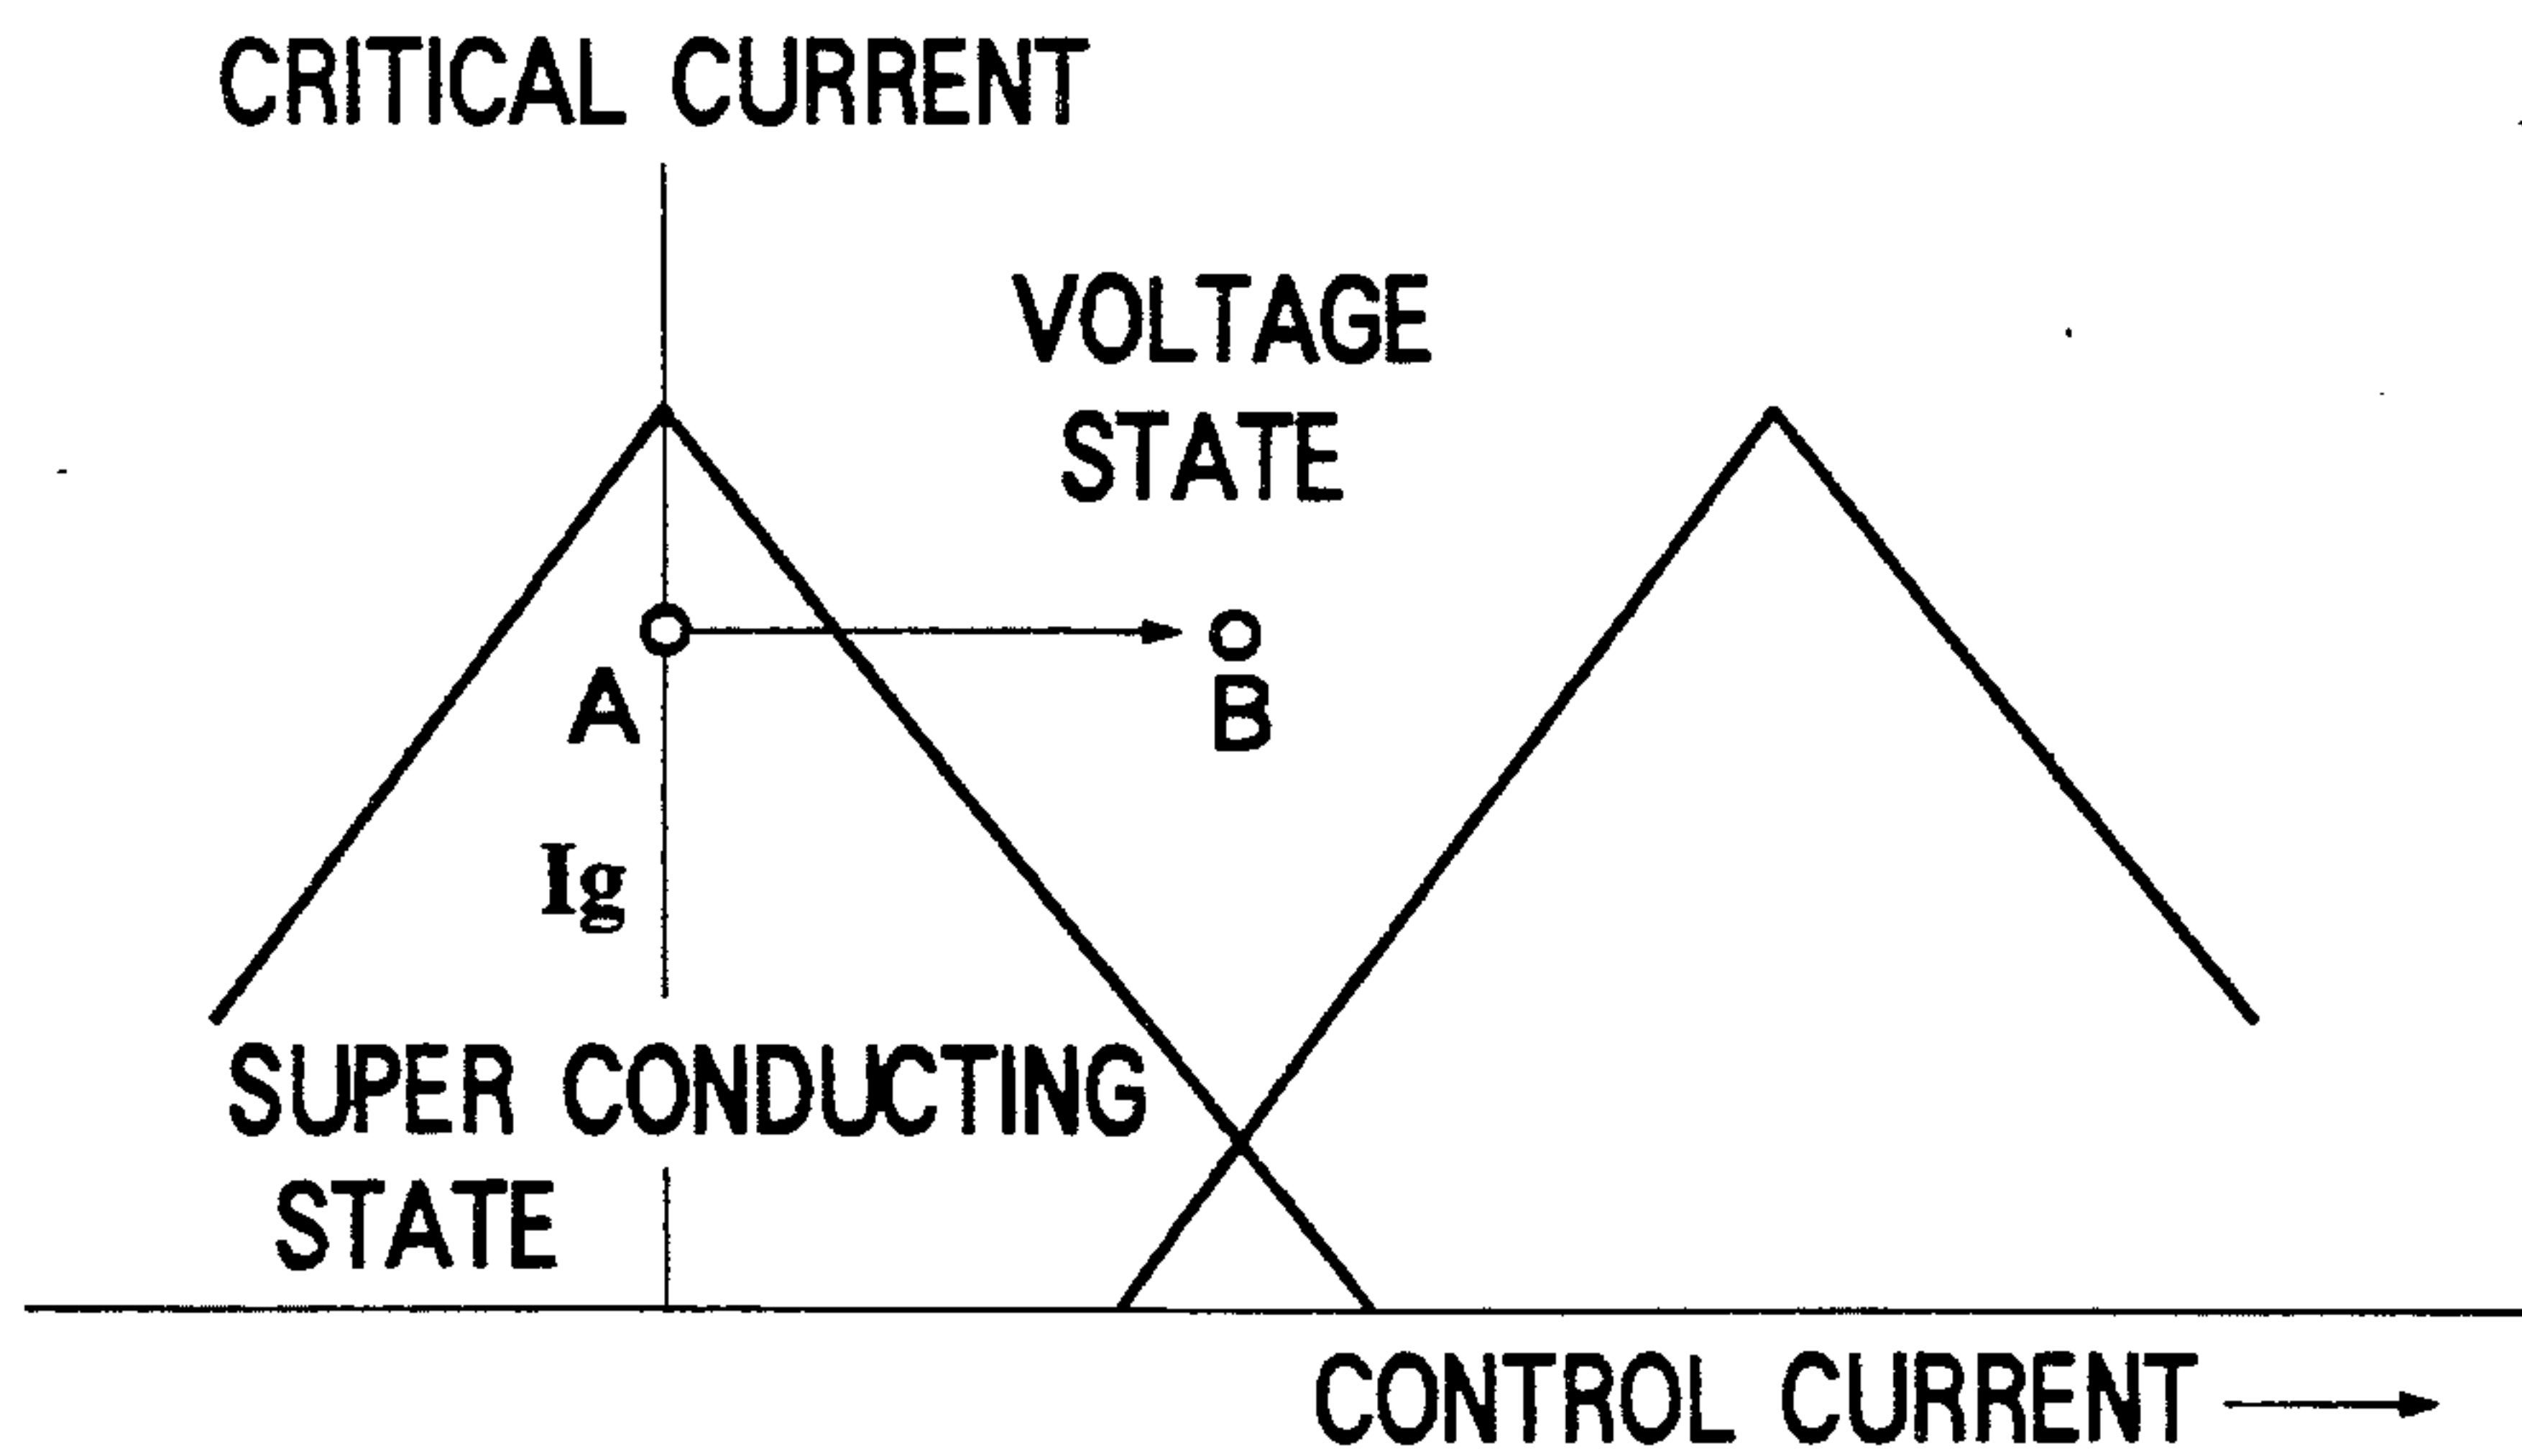 CRITICAL CURRENT
VOLTAGE
STATE
A
B
Ig
SUPER CONDUCTING
STATE
CONTROL CURRENT